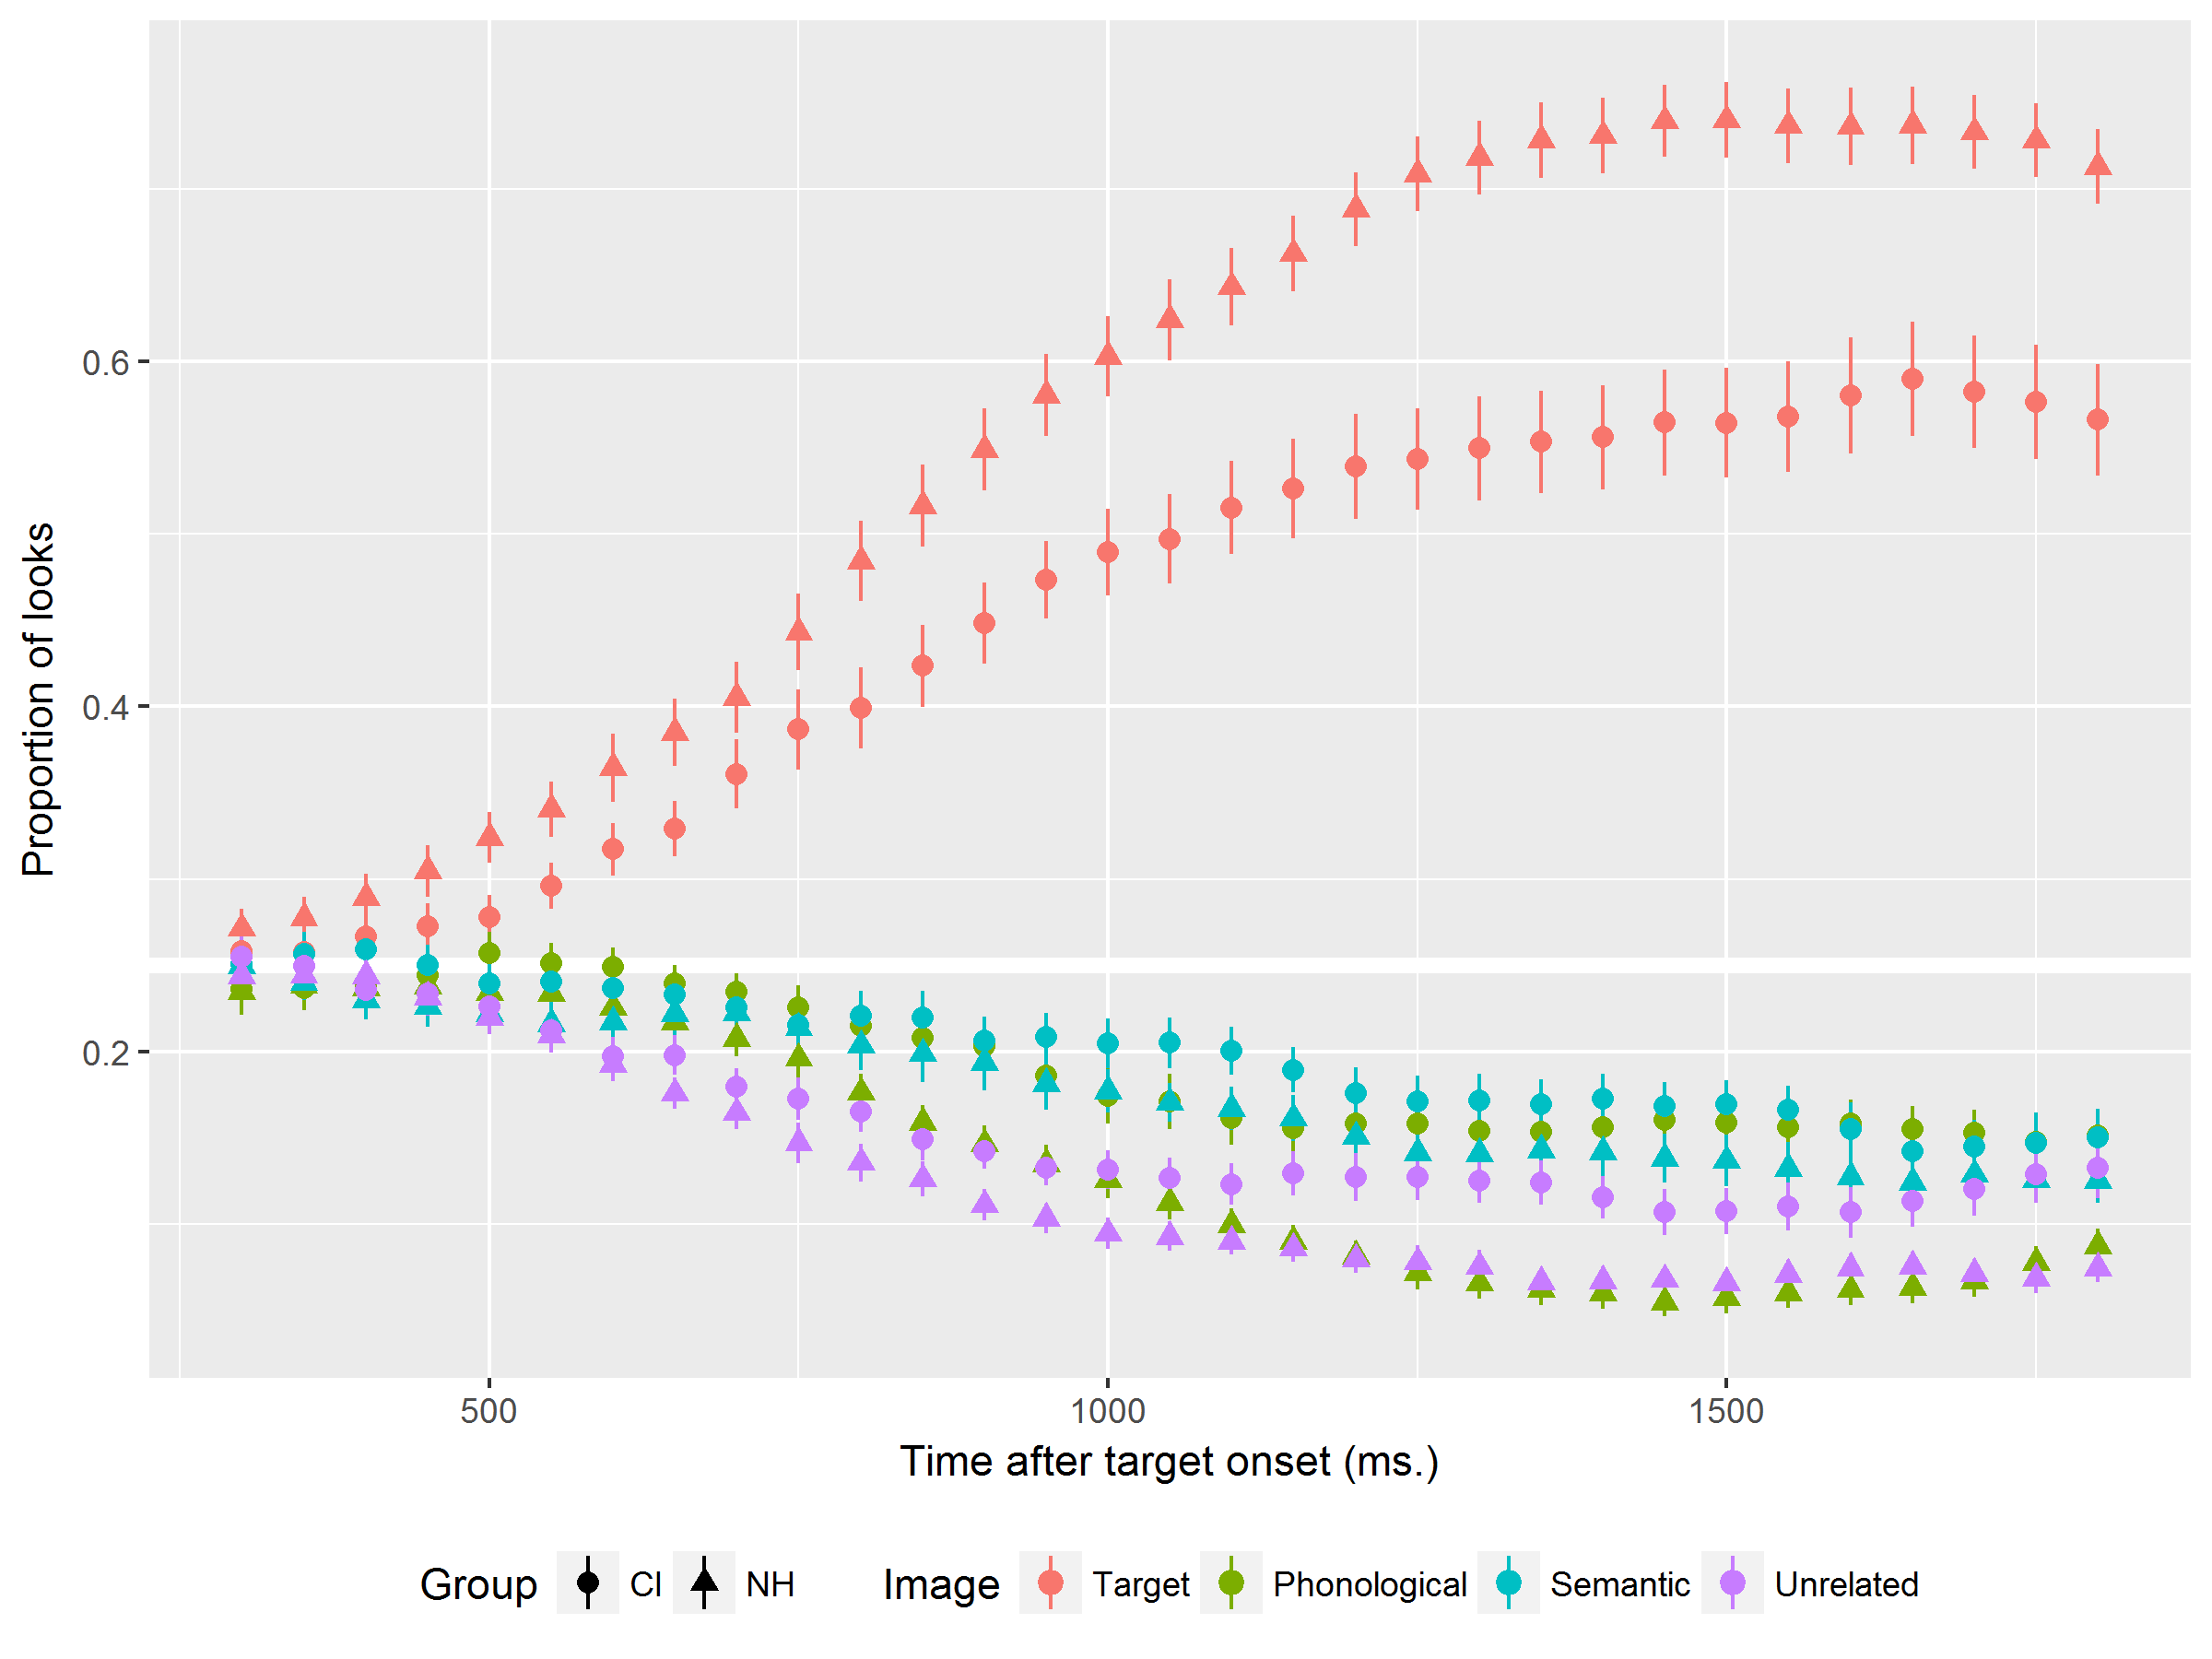 Proportion of looks
0.6
0.4
0.2
500 1000 1500
Time after target onset (ms.)
Group CI NH Image Target Phonological Semantic Unrelated